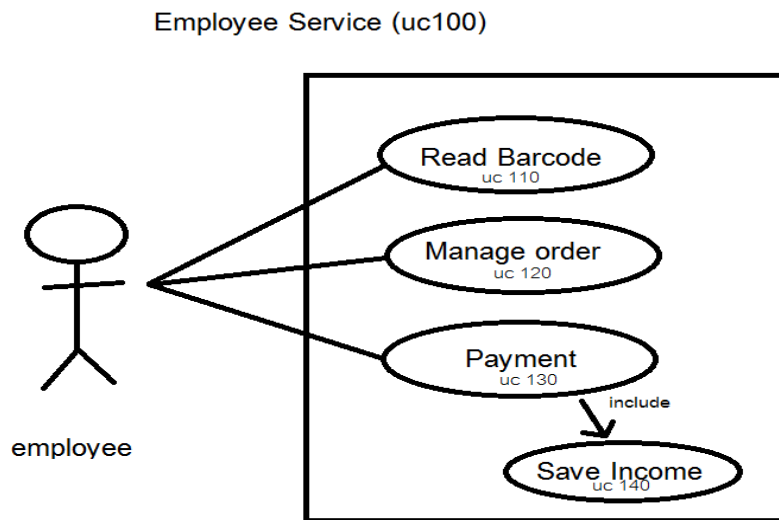 Employee Service (uc100)
Read Barcode
uc 110
Manage order
uc 120
Payment
uc 130
include
employee
Save Income
uc 140